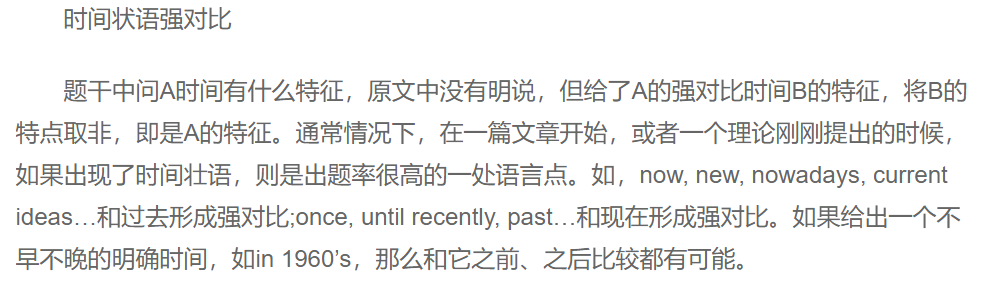 时间状语强对比
题干中问A时间有什么特征，原文中没有明说，但给了A的强对比时间B的特征，将B的
特点取非，即是A的特征。通常情况下，在一篇文章开始，或者一个理论刚刚提出的时候，
如果出现了时间壮语，则是出题率很高的一处语言点。如，now, new, nowadays, current
ideas…和过去形成强对比;once, until recently, past…和现在形成强对比。如果给出一个不
早不晚的明确时间，如in 1960’s，那么和它之前、之后比较都有可能。